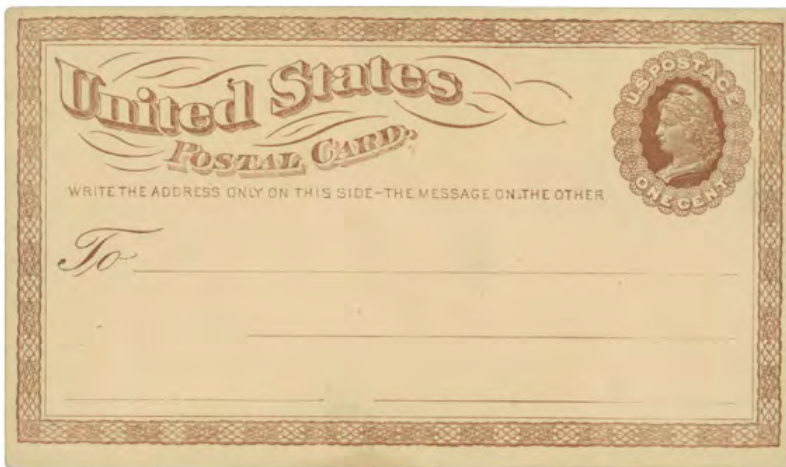 United States
POSTAL CARD.
U.S. POSTAGE
ONE CENT
WRITE THE ADDRESS ONLY ON THIS SIDE-THE MESSAGE ON THE OTHER
To